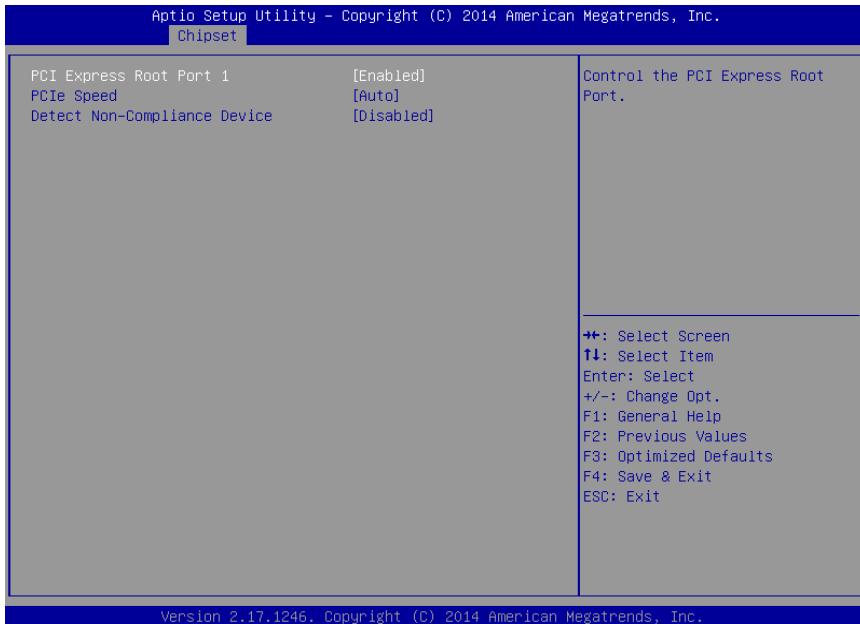 Aptio Setup Utility – Copyright (C) 2014 American Megatrends, Inc.
Chipset
PCI Express Root Port 1 [Enabled]
PCIe Speed [Auto]
Detect Non-Compliance Device [Disabled]
Control the PCI Express Root
Port.
→←: Select Screen
↑↓: Select Item
Enter: Select
+/-: Change Opt.
F1: General Help
F2: Previous Values
F3: Optimized Defaults
F4: Save & Exit
ESC: Exit
Version 2.17.1246. Copyright (C) 2014 American Megatrends, Inc.